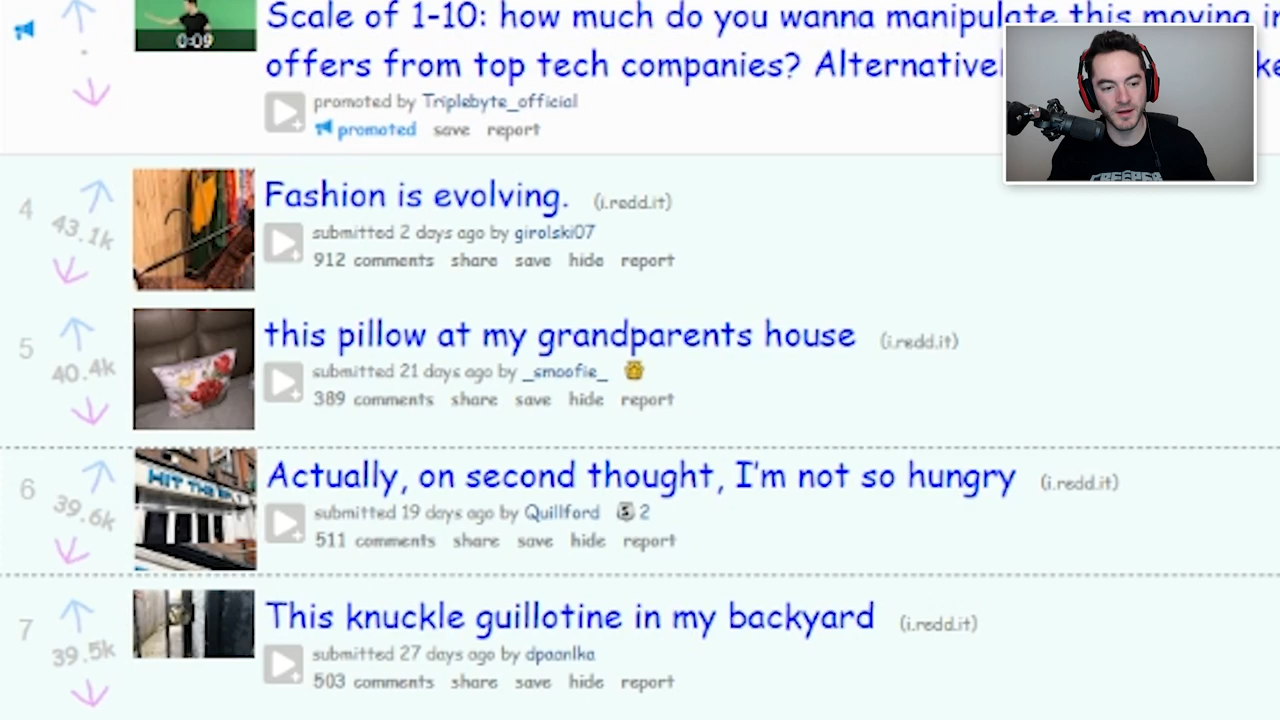 Scale of 1-10: how much do you wanna manipulate this moving
0:09
offers from top tech companies?
promoted by Triplebyte_official
promoted save report
CREEPER
4
43.1k
Fashion is evolving. (i.redd.it)
submitted 2 days ago by girolski07
912 comments share save hide report
5
40.4k
this pillow at my grandparents house (i.redd.it)
submitted 21 days ago by _smoofie_
389 comments share save hide report
6
39.6k
HIT THE
Actually, on second thought, I'm not so hungry (i.redd.it)
submitted 19 days ago by Quillford 2
511 comments share save hide report
7
39.5k
This knuckle guillotine in my backyard (i.redd.it)
submitted 27 days ago by dpaanlka
503 comments share save hide report